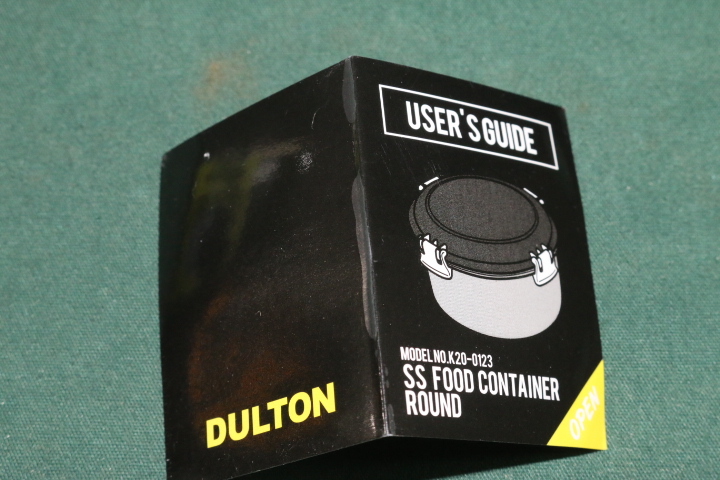 USER'S GUIDE
MODEL NO.K20-0123
SS FOOD CONTAINER
ROUND
OPEN
DULTON